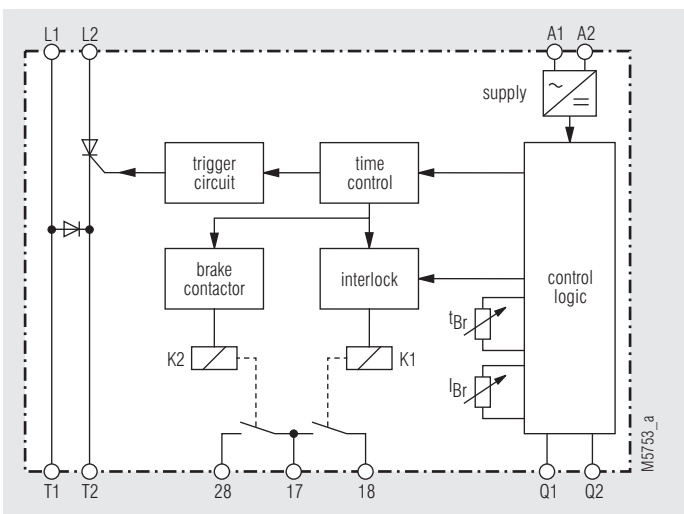 L1 L2 A1 A2
supply
trigger
circuit
time
control
brake
contactor
interlock
control
logic
tBr
K2 K1
IBr
T1 T2 28 17 18 Q1 Q2
M5753_a